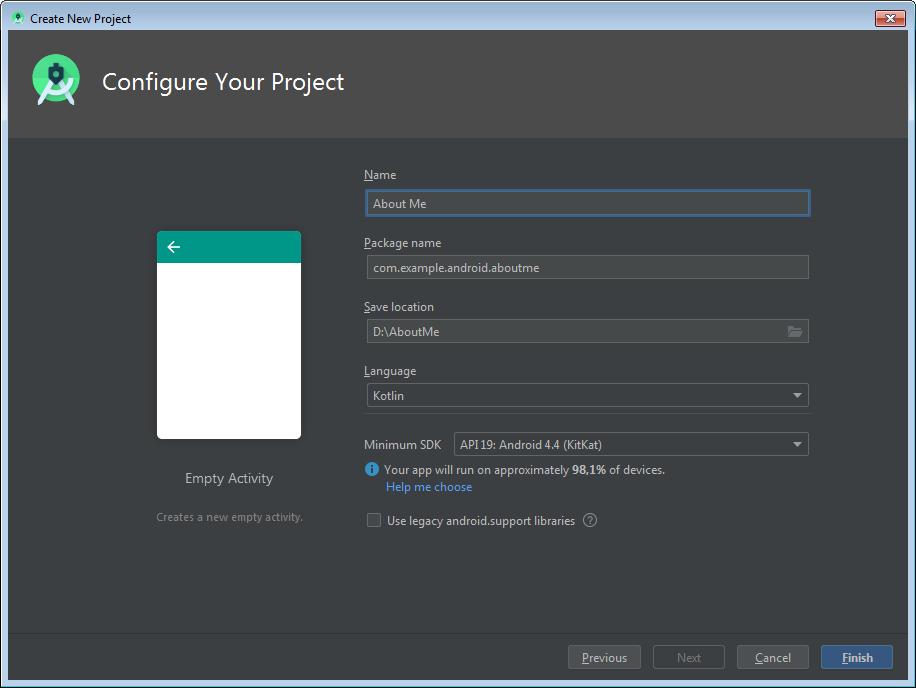 Create New Project
Configure Your Project
Name
About Me
Package name
com.example.android.aboutme
Save location
D:\AboutMe
Language
Kotlin
Minimum SDK API 19: Android 4.4 (KitKat)
i Your app will run on approximately 98,1% of devices.
Help me choose
Use legacy android.support libraries ?
Empty Activity
Creates a new empty activity.
Previous Next Cancel Finish